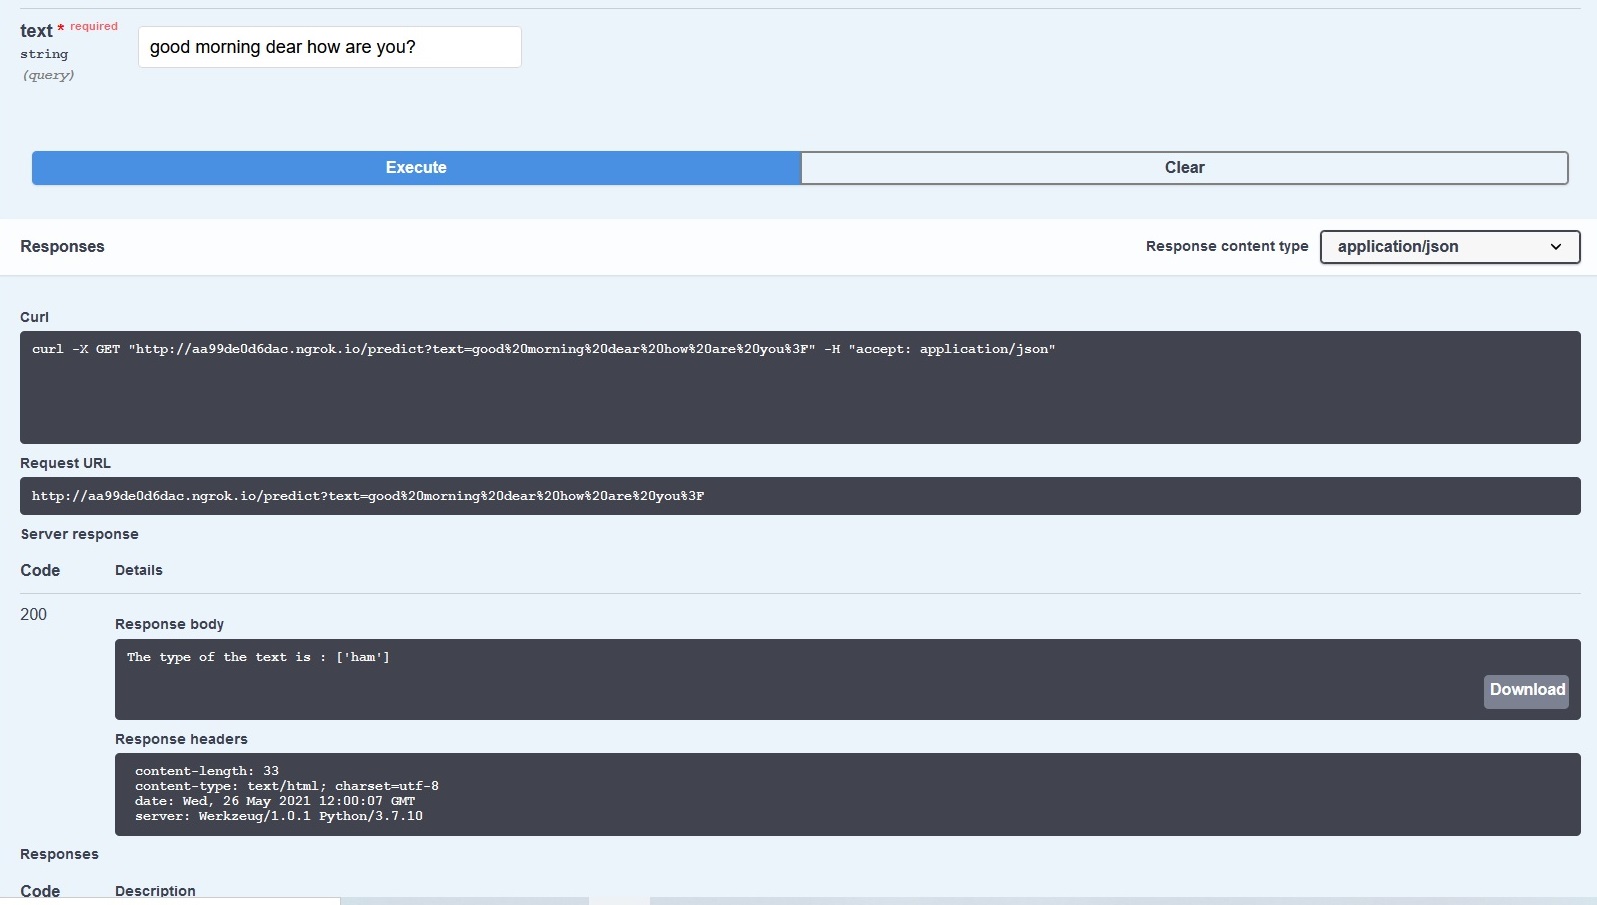 text * required
good morning dear how are you?
string
(query)
Execute
Clear
Responses
Response content type
application/json
Curl
curl -X GET "http://aa99de0d6dac.ngrok.io/predict?text=good%20morning%20dear%20how%20are%20you%3F" -H "accept: application/json"
Request URL
http://aa99de0d6dac.ngrok.io/predict?text=good%20morning%20dear%20how%20are%20you%3F
Server response
Code
Details
200
Response body
The type of the text is : ['ham']
Download
Response headers
content-length: 33
content-type: text/html; charset=utf-8
date: Wed, 26 May 2021 12:00:07 GMT
server: Werkzeug/1.0.1 Python/3.7.10
Responses
Code
Description